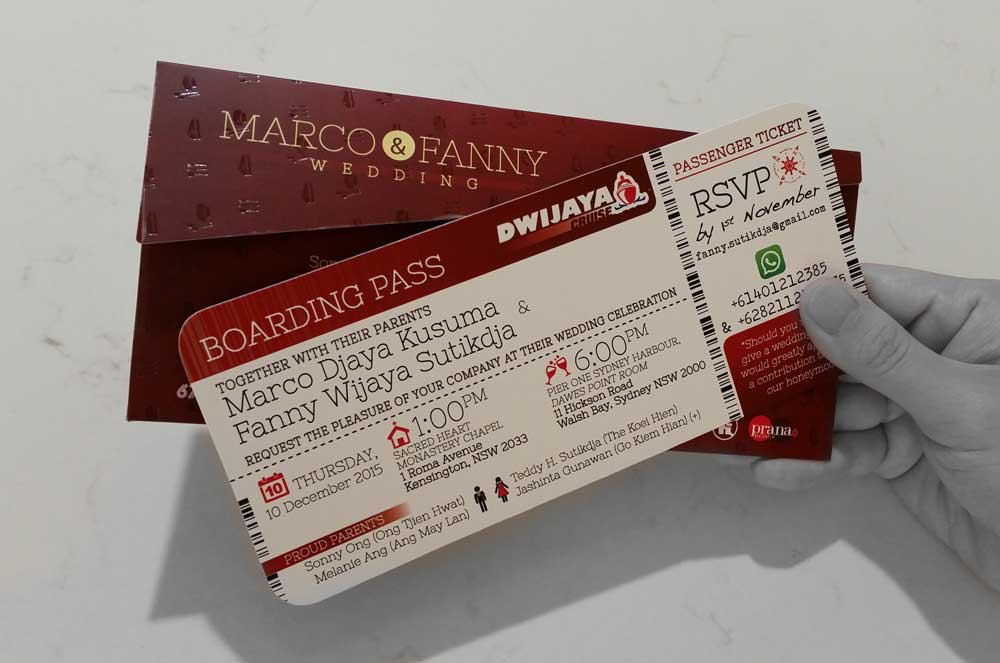 MARCO & FANNY
WEDDING
BOARDING PASS
DWIJAYA
CRUISE
TOGETHER WITH THEIR PARENTS
Marco Djaya Kusuma &
Fanny Wijaya Sutikdja
REQUEST THE PLEASURE OF YOUR COMPANY AT THEIR WEDDING CELEBRATION
10
THURSDAY,
10 December 2015
1:00PM
SACRED HEART
MONASTERY CHAPEL
1 Roma Avenue
Kensington, NSW 2033
6:00PM
PIER ONE SYDNEY HARBOUR,
DAWES POINT ROOM
11 Hickson Road
Walsh Bay, Sydney NSW 2000
PROUD PARENTS
Sonny Ong (Ong Tjien Hwat)
Melanie Ang (Ang May Lan)
Teddy H. Sutikdja (The Koei Hien)
Jashinta Gunawan (Go Kiem Hian) (+)
PASSENGER TICKET
RSVP
by 1st November
fanny.sutikdja@gmail.com
+61401212385
& 
*Should you
give a wedding
would greatly
a contribution
our honeymoon
prana